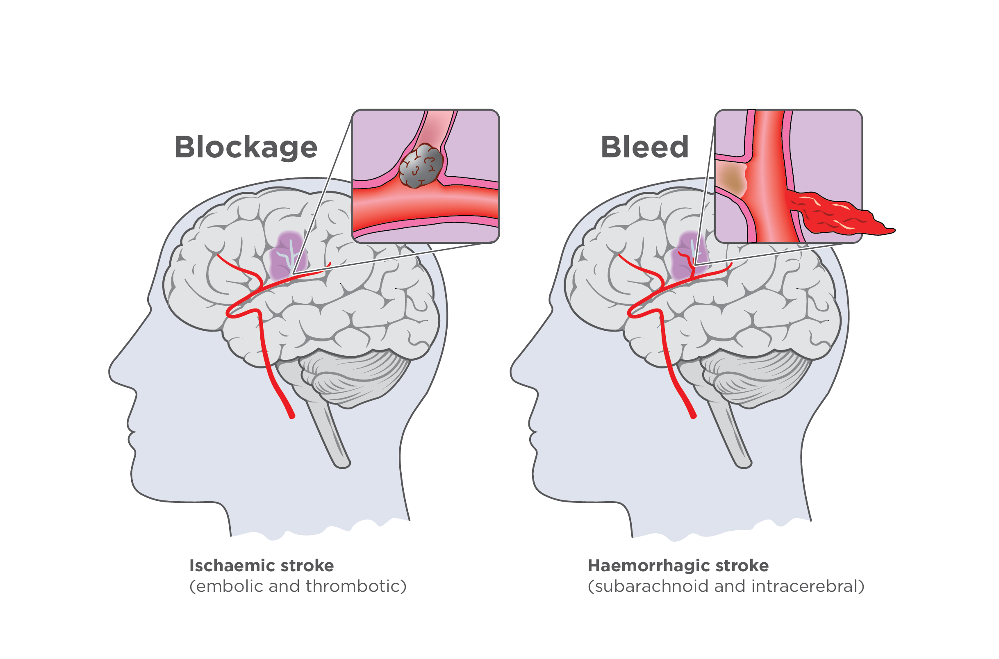 Blockage
Bleed
Ischaemic stroke
(embolic and thrombotic)
Haemorrhagic stroke
(subarachnoid and intracerebral)